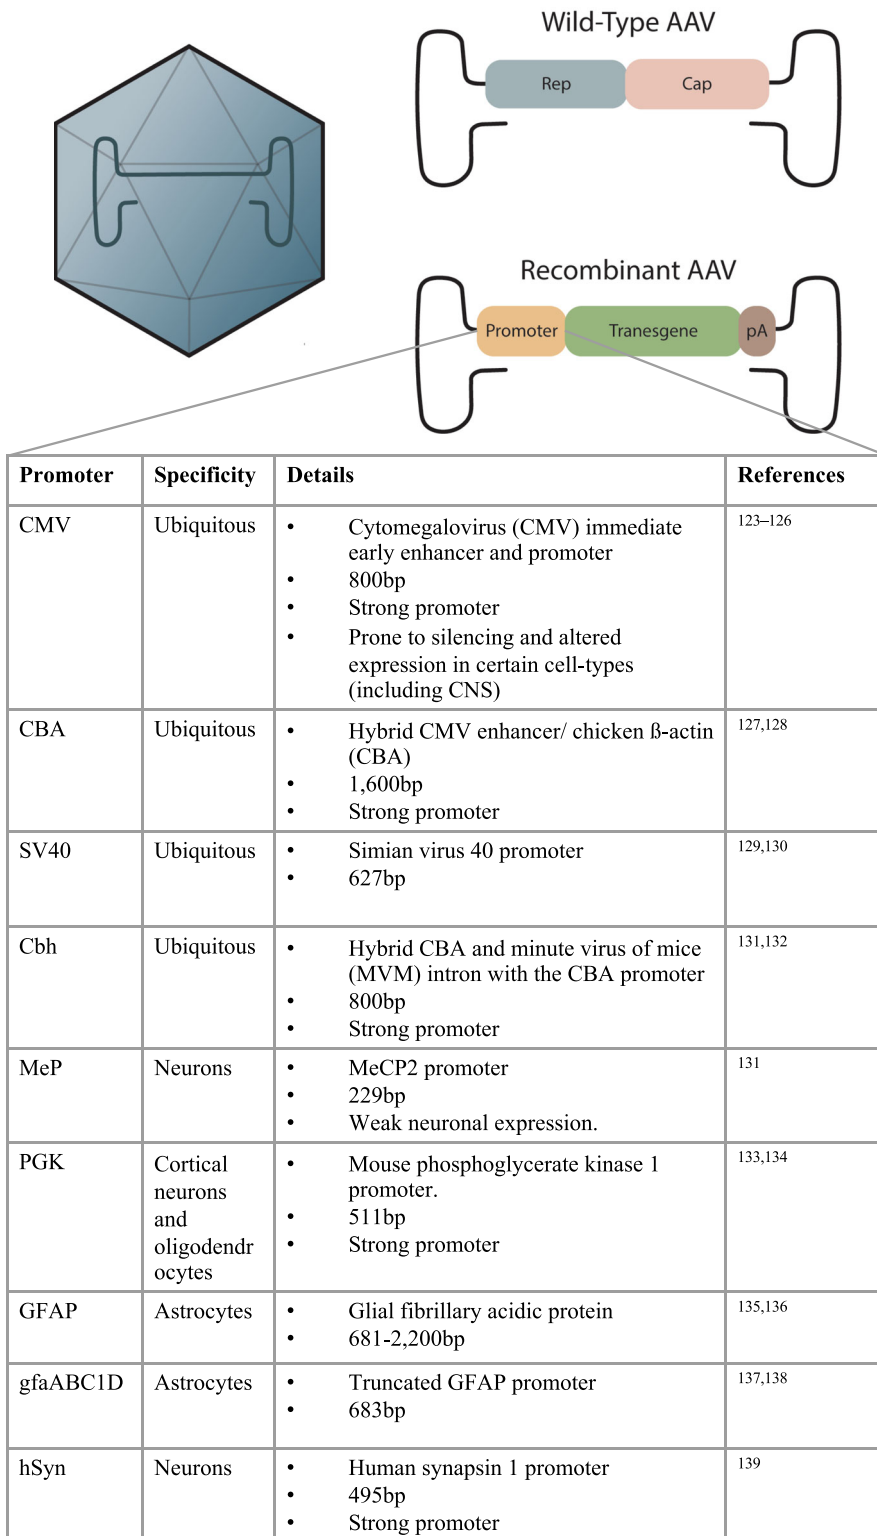 Wild-Type AAV
Rep
Cap
Recombinant AAV
Promoter
Tranesgene
pA
Promoter Specificity Details References
CMV Ubiquitous • Cytomegalovirus (CMV) immediate 123–126
early enhancer and promoter
• 800bp
• Strong promoter
• Prone to silencing and altered
expression in certain cell-types
(including CNS)
CBA Ubiquitous • Hybrid CMV enhancer/ chicken ß-actin 127,128
(CBA)
• 1,600bp
• Strong promoter
SV40 Ubiquitous • Simian virus 40 promoter 129,130
• 627bp
Cbh Ubiquitous • Hybrid CBA and minute virus of mice 131,132
(MVM) intron with the CBA promoter
• 800bp
• Strong promoter
MeP Neurons • MeCP2 promoter 131
• 229bp
• Weak neuronal expression.
PGK Cortical • Mouse phosphoglycerate kinase 1 133,134
neurons promoter.
and • 511bp
oligodendr • Strong promoter
ocytes
GFAP Astrocytes • Glial fibrillary acidic protein 135,136
• 681-2,200bp
gfaABC1D Astrocytes • Truncated GFAP promoter 137,138
• 683bp
hSyn Neurons • Human synapsin 1 promoter 139
• 495bp
• Strong promoter